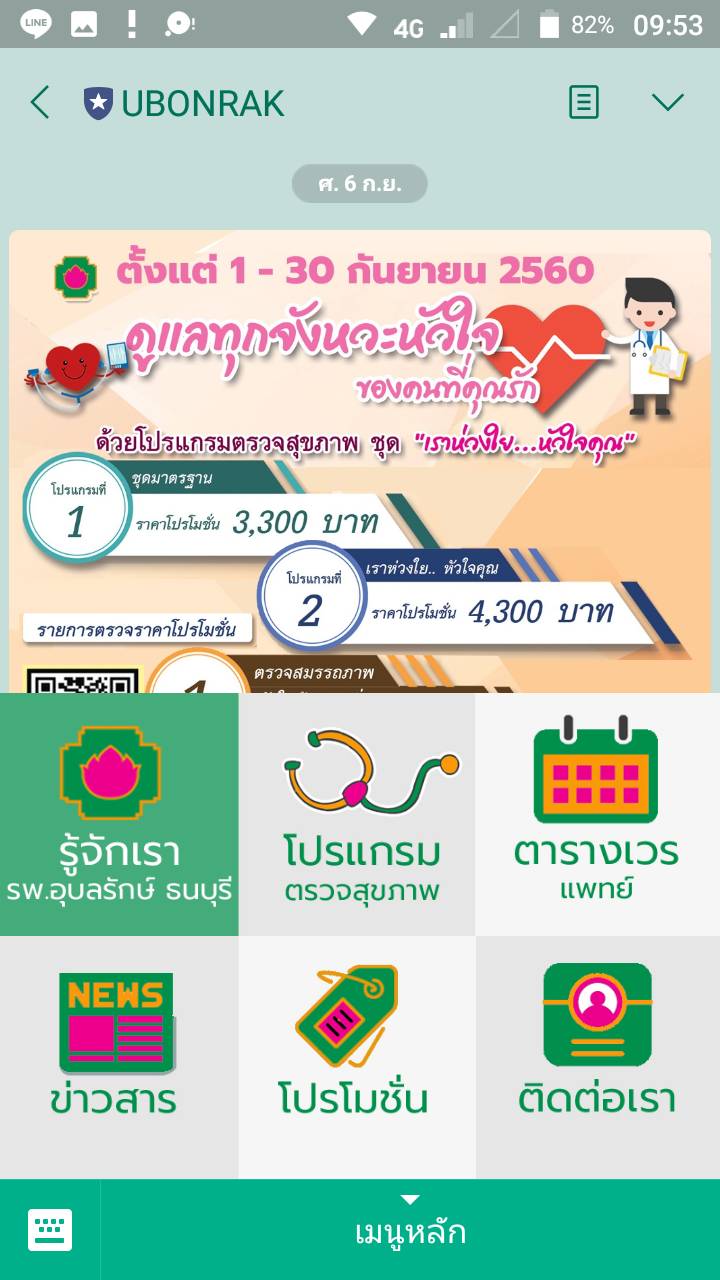 LINE
4G
82%
09:53
UBONRAK
ศ. 6 ก.ย.
ตั้งแต่ 1 - 30 กันยายน 2560
ดูแลทุกจังหวะหัวใจ
ของคนที่คุณรัก
ด้วยโปรแกรมตรวจสุขภาพ ชุด "เราห่วงใย...หัวใจคุณ"
โปรแกรมที่
1
ชุดมาตรฐาน
ราคาโปรโมชั่น 3,300 บาท
โปรแกรมที่
2
เราห่วงใย.. หัวใจคุณ
ราคาโปรโมชั่น 4,300 บาท
รายการตรวจราคาโปรโมชั่น
ตรวจสมรรถภาพ
รู้จักเรา
รพ.อุบลรักษ์ ธนบุรี
โปรแกรม
ตรวจสุขภาพ
ตารางเวร
แพทย์
NEWS
ข่าวสาร
โปรโมชั่น
ติดต่อเรา
เมนูหลัก